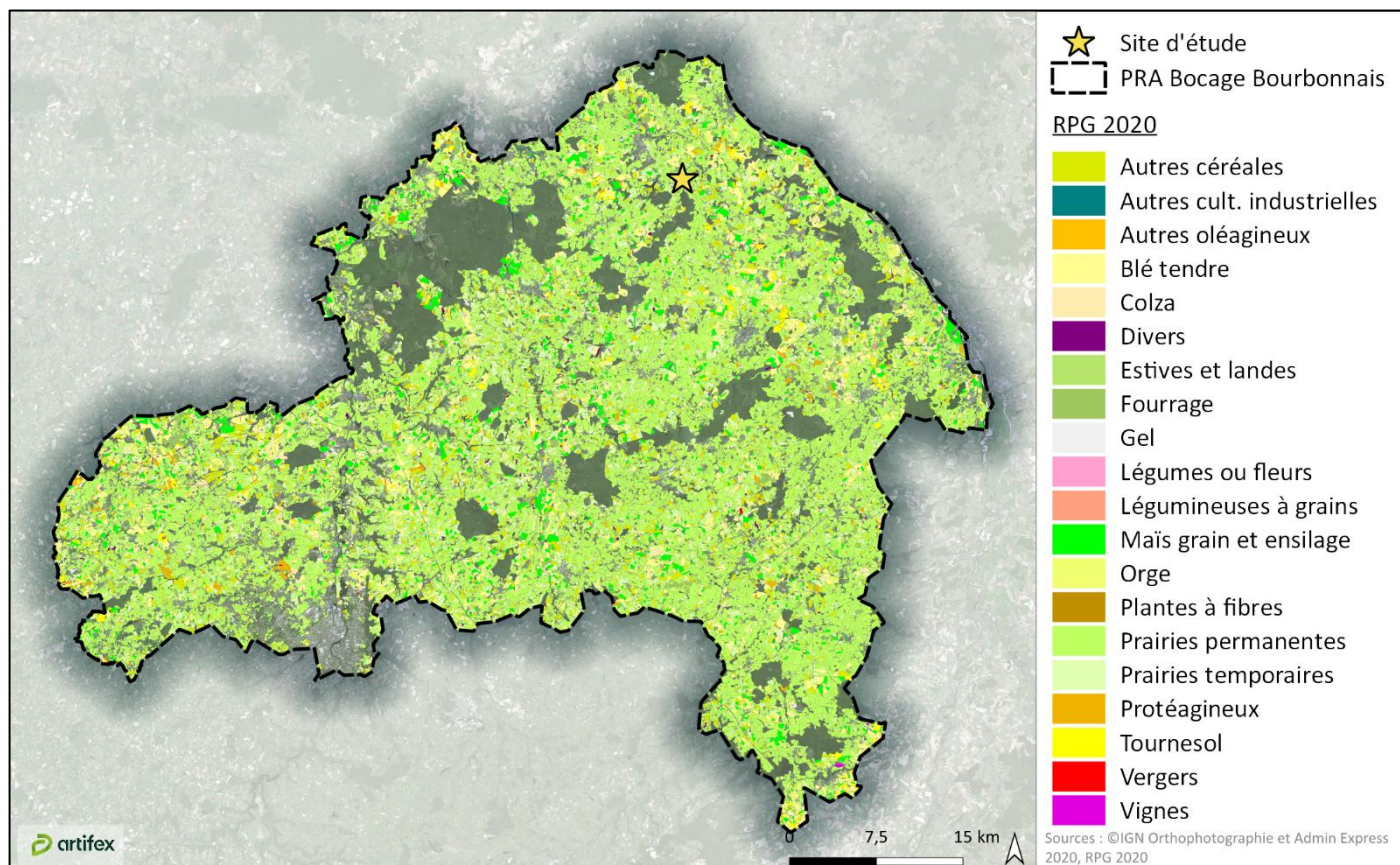 Site d'étude
PRA Bocage Bourbonnais
RPG 2020
Autres céréales
Autres cult. industrielles
Autres oléagineux
Blé tendre
Colza
Divers
Estives et landes
Fourrage
Gel
Légumes ou fleurs
Légumineuses à grains
Maïs grain et ensilage
Orge
Plantes à fibres
Prairies permanentes
Prairies temporaires
Protéagineux
Tournesol
Vergers
Vignes
artifex
0 7,5 15 km
Sources : ©IGN Orthophotographie et Admin Express
2020, RPG 2020